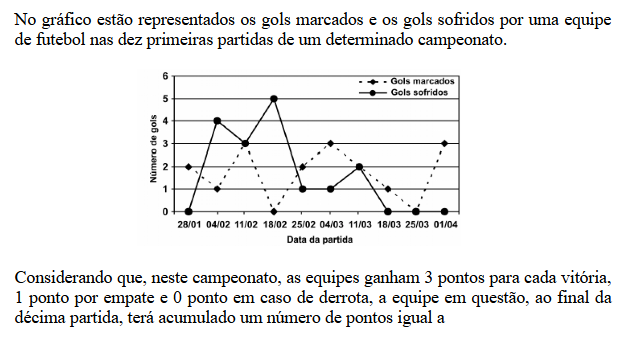 No gráfico estão representados os gols marcados e os gols sofridos por uma equipe
de futebol nas dez primeiras partidas de um determinado campeonato.
Gols marcados
Gols sofridos
Número de gols
6
5
4
3
2
1
0
28/01 04/02 11/02 18/02 25/02 04/03 11/03 18/03 25/03 01/04
Data da partida
Considerando que, neste campeonato, as equipes ganham 3 pontos para cada vitória,
1 ponto por empate e 0 ponto em caso de derrota, a equipe em questão, ao final da
décima partida, terá acumulado um número de pontos igual a